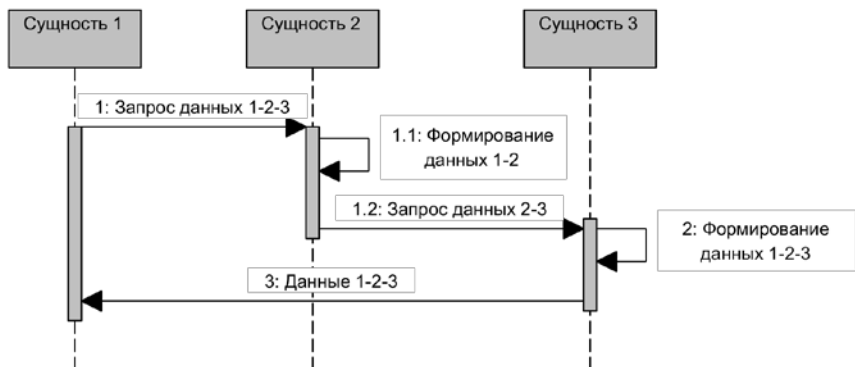 Сущность 1
Сущность 2
Сущность 3
1: Запрос данных 1-2-3
1.1: Формирование
данных 1-2
1.2: Запрос данных 2-3
2: Формирование
данных 1-2-3
3: Данные 1-2-3